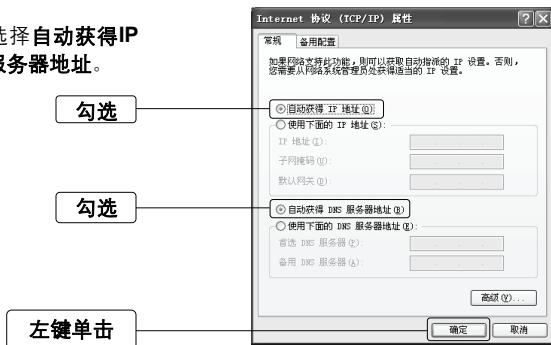 选择自动获得IP
服务器地址。
勾选
勾选
左键单击
Internet 协议 (TCP/IP) 属性
常规 备用配置
如果网络支持此功能，则可以获取自动指派的 IP 设置。否则，
您需要从网络系统管理员处获得适当的 IP 设置。
自动获得 IP 地址(O)
使用下面的 IP 地址(S):
IP 地址(I):
子网掩码(U):
默认网关(D):
自动获得 DNS 服务器地址(B)
使用下面的 DNS 服务器地址(E):
首选 DNS 服务器(P):
备用 DNS 服务器(A):
高级(V)...
确定 取消